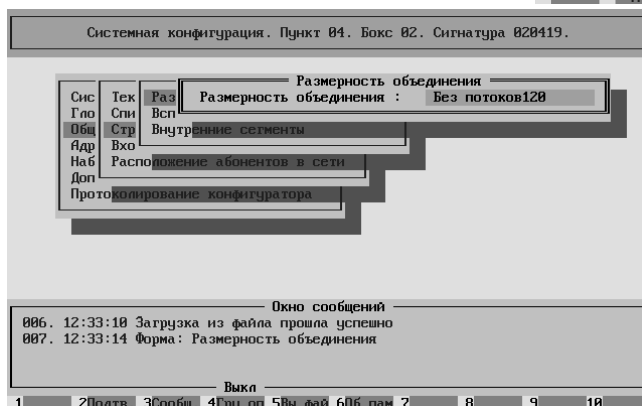 Системная конфигурация. Пункт 04. Бокс 02. Сигнатура 020419.
Размерность объединения
Сис Тек Раз Размерность объединения : Без потоков120
Гло Спи Всп
Общ Стр Внутренние сегменты
Адр Вхо
Наб Расположение абонентов в сети
Доп
Протоколирование конфигуратора
Окно сообщений
006. 12:33:10 Загрузка из файла прошла успешно
007. 12:33:14 Форма: Размерность объединения
Выкл
1 2Подтв 3Сообщ 4Гру оп 5Вы фай 6Об пам 7 8 9 10